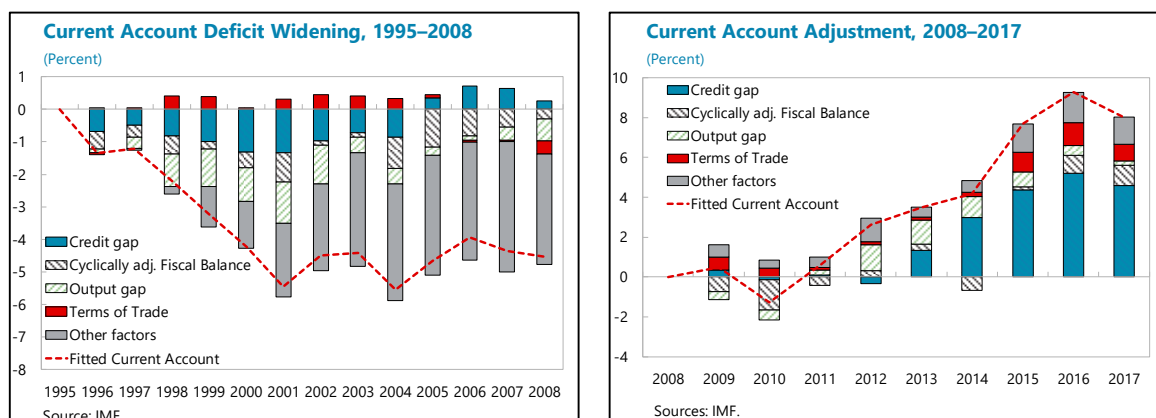 Current Account Deficit Widening, 1995–2008
(Percent)
1
0
-1
-2
-3
-4
-5
-6
-7
-8
Credit gap
Cyclically adj. Fiscal Balance
Output gap
Terms of Trade
Other factors
Fitted Current Account
1995 1996 1997 1998 1999 2000 2001 2002 2003 2004 2005 2006 2007 2008
Source: IMF.
Current Account Adjustment, 2008–2017
(Percent)
10
8
6
4
2
0
-2
-4
Credit gap
Cyclically adj. Fiscal Balance
Output gap
Terms of Trade
Other factors
Fitted Current Account
2008 2009 2010 2011 2012 2013 2014 2015 2016 2017
Sources: IMF.